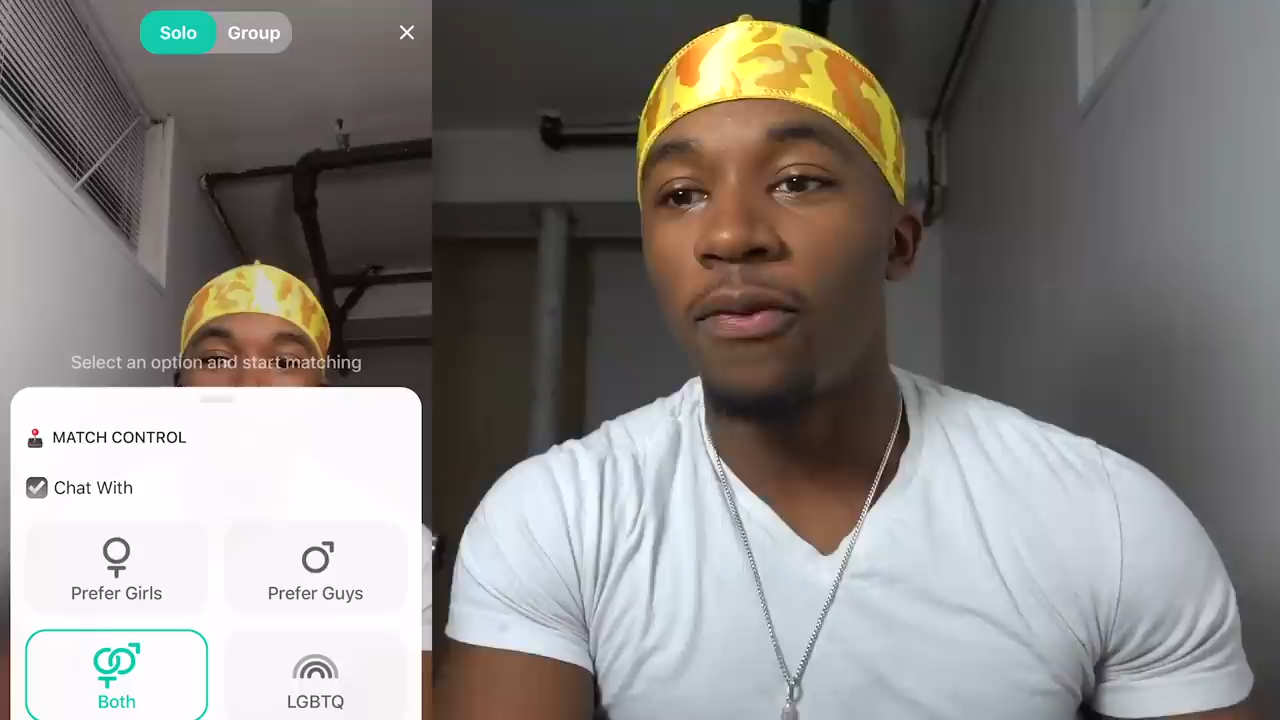 Solo Group
Select an option and start matching
MATCH CONTROL
Chat With
Prefer Girls
Prefer Guys
Both
LGBTQ